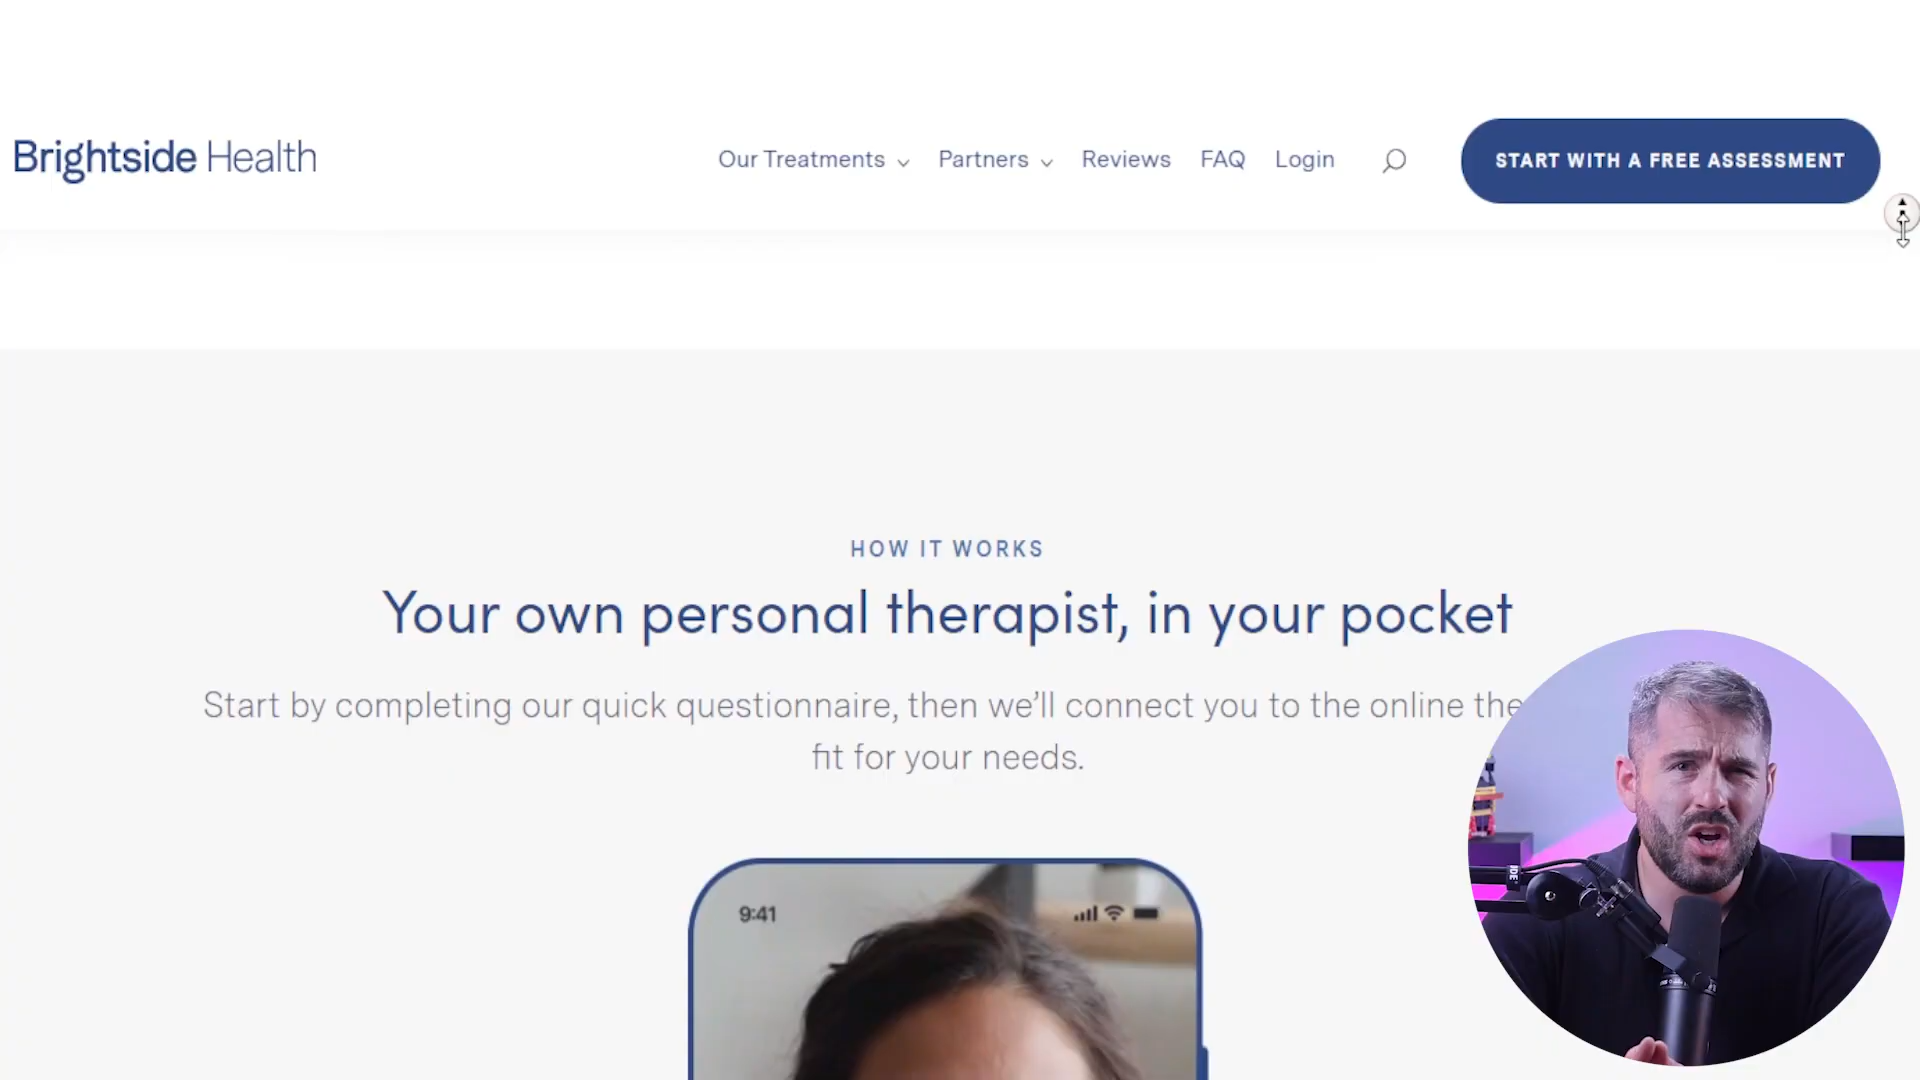 Brightside Health
Our Treatments
Partners
Reviews
FAQ
Login
START WITH A FREE ASSESSMENT
HOW IT WORKS
Your own personal therapist, in your pocket
Start by completing our quick questionnaire, then we’ll connect you to the online
fit for your needs.
9:41